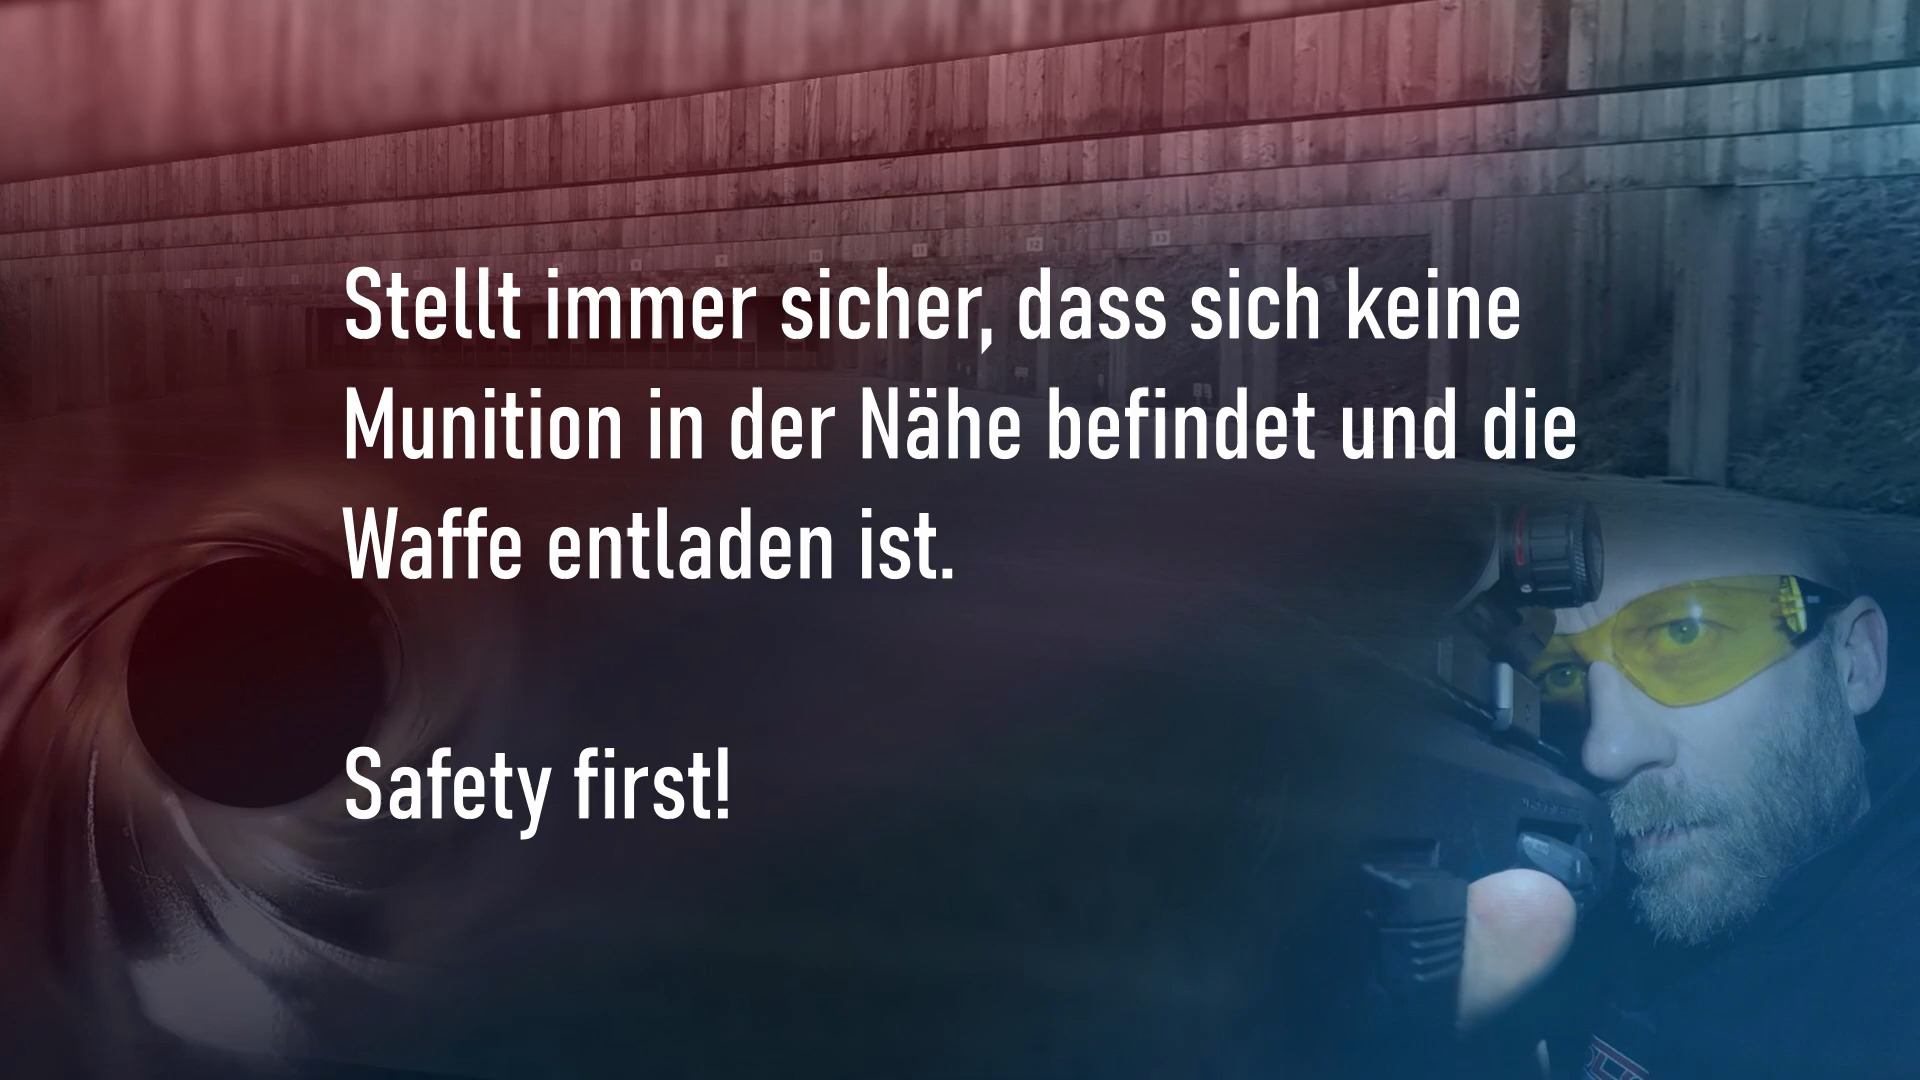 Stellt immer sicher, dass sich keine
Munition in der Nähe befindet und die
Waffe entladen ist.
Safety first!